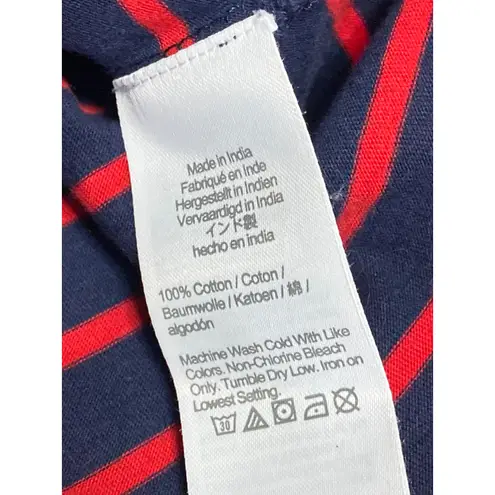 Made in India
Fabriqué en Inde
Hergestellt in Indien
Vervaardigd in India
インド製
hecho en india
100% Cotton / Coton /
Baumwolle / Katoen / 綿 /
algodón
Machine Wash Cold With Like
Colors. Non-Chlorine Bleach
Only. Tumble Dry Low. Iron on
Lowest Setting.
30